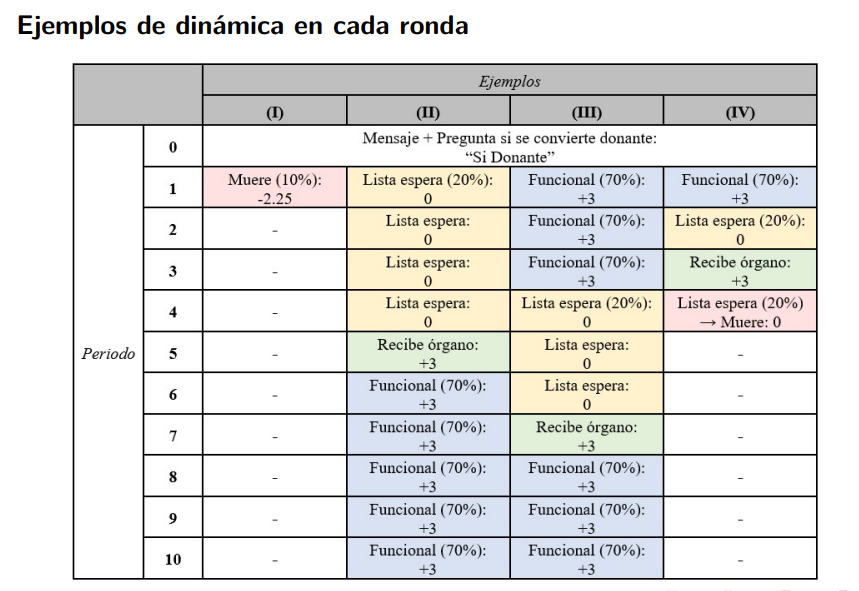 Ejemplos de dinámica en cada ronda
Ejemplos
(I) (II) (III) (IV)
0 Mensaje + Pregunta si se convierte donante:
“Si Donante”
1 Muere (10%): Lista espera (20%): Funcional (70%): Funcional (70%):
-2.25 0 +3 +3
2 - Lista espera: Funcional (70%): Lista espera (20%):
0 +3 0
3 - Lista espera: Funcional (70%): Recibe órgano:
0 +3 +3
4 - Lista espera: Lista espera (20%): Lista espera (20%)
0 0 → Muere: 0
Periodo 5 - Recibe órgano: Lista espera: -
+3 0
6 - Funcional (70%): Lista espera: -
+3 0
7 - Funcional (70%): Recibe órgano: -
+3 +3
8 - Funcional (70%): Funcional (70%): -
+3 +3
9 - Funcional (70%): Funcional (70%): -
+3 +3
10 - Funcional (70%): Funcional (70%): -
+3 +3